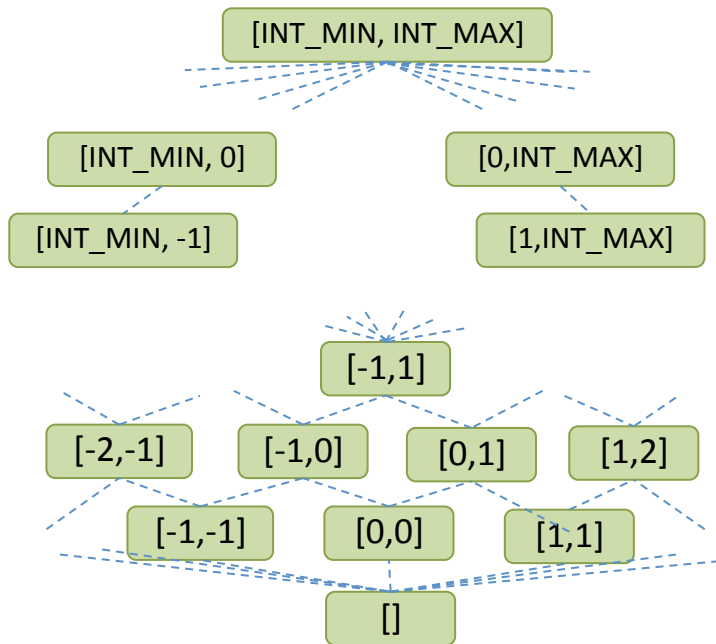 [INT_MIN, INT_MAX]
[INT_MIN, 0]
[0,INT_MAX]
[INT_MIN, -1]
[1,INT_MAX]
[-1,1]
[-2,-1]
[-1,0]
[0,1]
[1,2]
[-1,-1]
[0,0]
[1,1]
[]